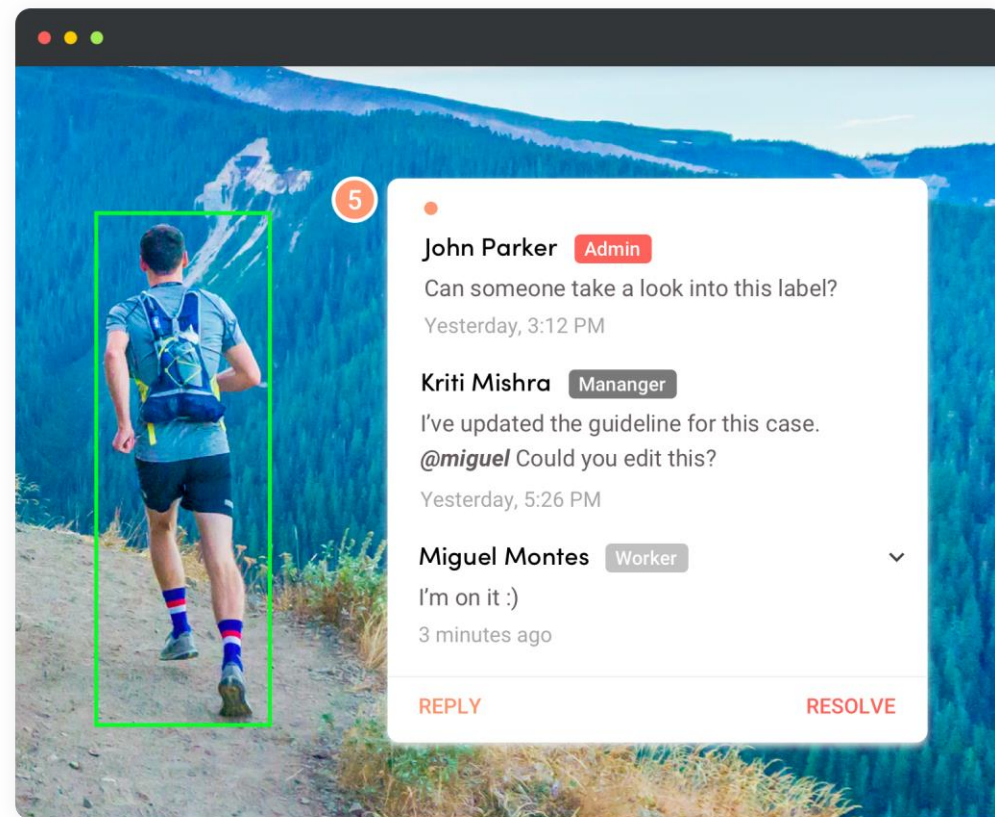 5
John Parker Admin
Can someone take a look into this label?
Yesterday, 3:12 PM
Kriti Mishra Mananger
I've updated the guideline for this case.
@miguel Could you edit this?
Yesterday, 5:26 PM
Miguel Montes Worker
I'm on it :)
3 minutes ago
REPLY RESOLVE